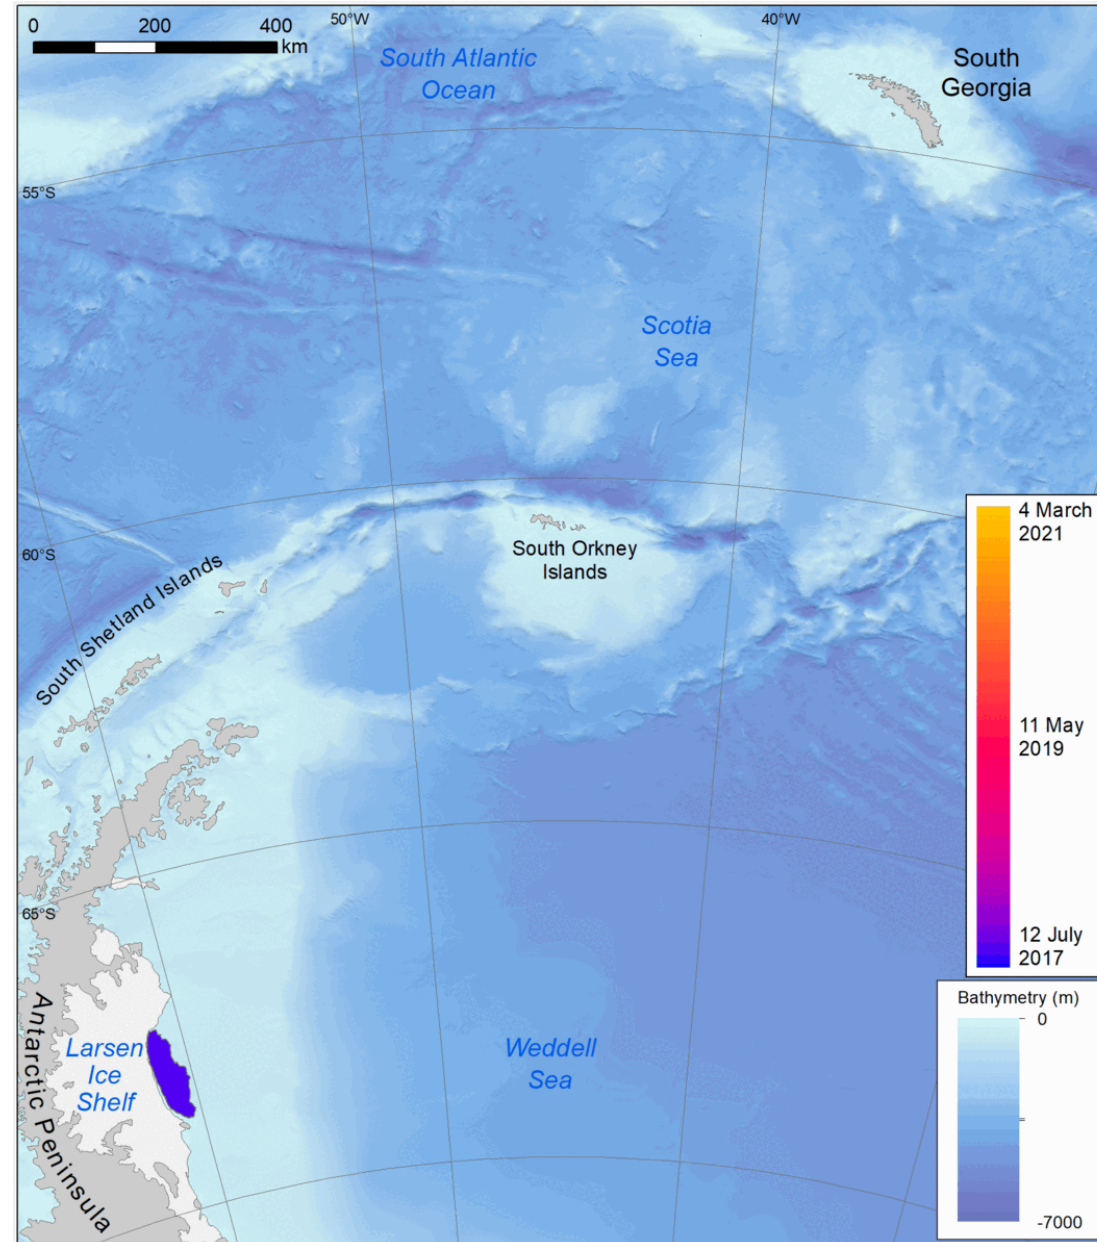 0 200 400
km
50°W
40°W
South Atlantic
Ocean
South
Georgia
55°S
Scotia
Sea
4 March
2021
South Orkney
Islands
60°S
South Shetland Islands
11 May
2019
65°S
12 July
2017
Bathymetry (m)
0
-7000
Antarctic Peninsula
Larsen
Ice
Shelf
Weddell
Sea